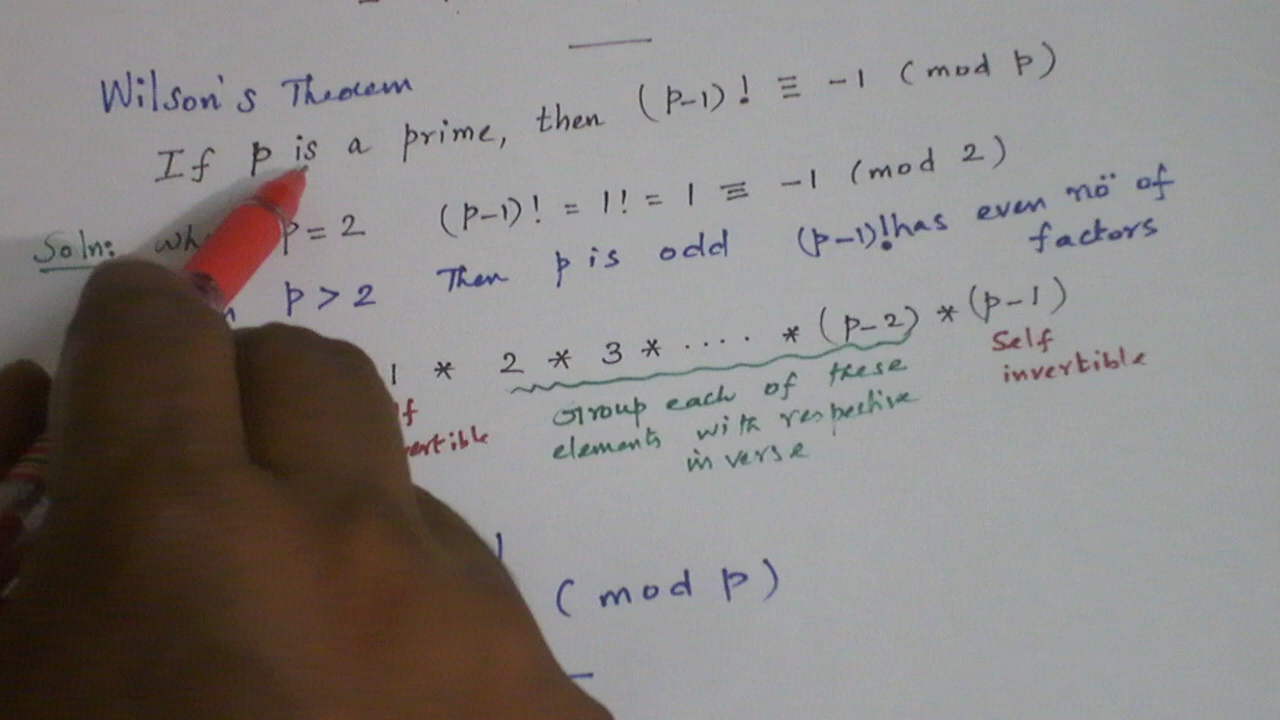 Wilson's Theorem
If p is a prime, then (p-1)! ≡ -1 (mod p)
Soln: p = 2 (p-1)! = 1! = 1 ≡ -1 (mod 2)
p > 2 Then p is odd (p-1)! has even no of
factors
1 * 2 * 3 * .... * (p-2) * (p-1)
Group each of these
elements with respective
inverse
Self
invertible
(mod p)